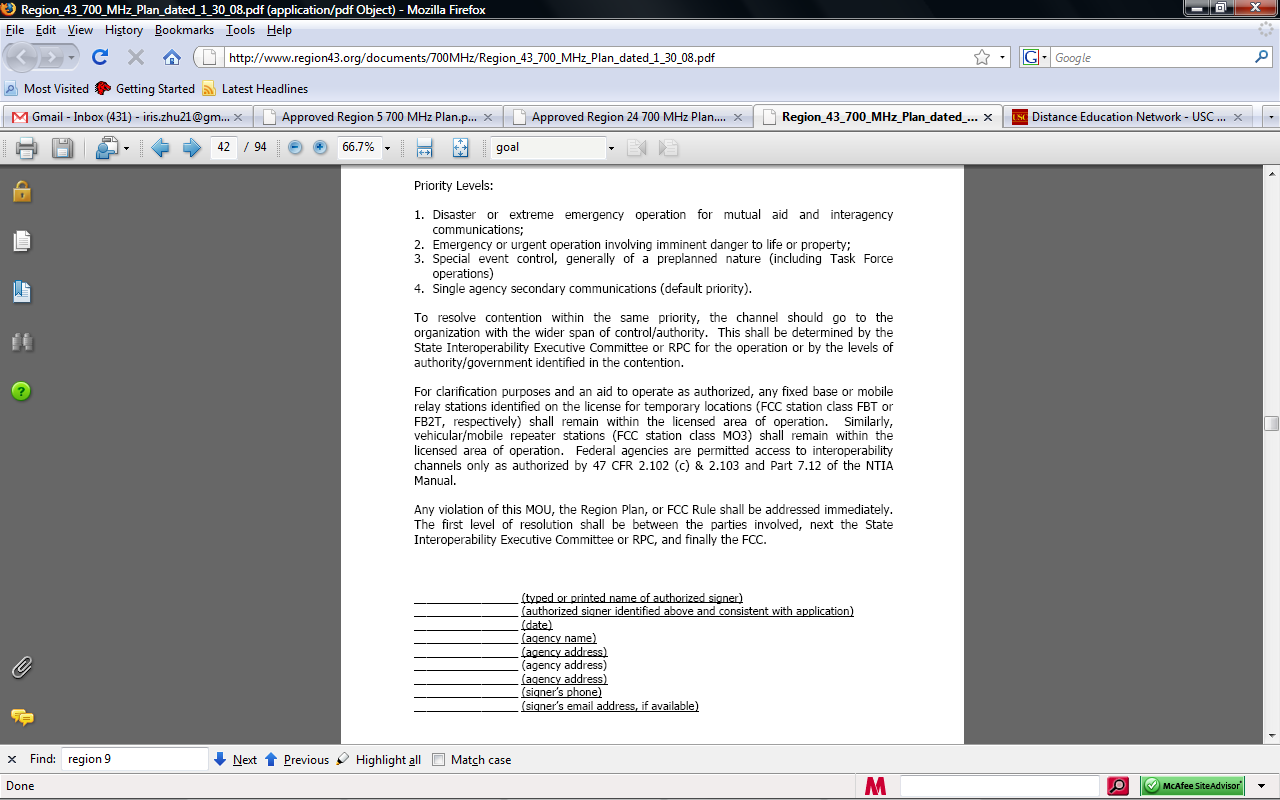 Region_43_700_MHz_Plan_dated_1_30_08.pdf (application/pdf Object) - Mozilla Firefox
File Edit View History Bookmarks Tools Help
http://www.region43.org/documents/700MHz/Region_43_700_MHz_Plan_dated_1_30_08.pdf
G Google
Most Visited Getting Started Latest Headlines
Gmail - Inbox (431) - iris.zhu21@gm... Approved Region 5 700 MHz Plan.p... Approved Region 24 700 MHz Plan.... Region_43_700_MHz_Plan_dated_... USC Distance Education Network - USC ...
42 / 94 66.7% goal
Priority Levels:
1. Disaster or extreme emergency operation for mutual aid and interagency
communications;
2. Emergency or urgent operation involving imminent danger to life or property;
3. Special event control, generally of a preplanned nature (including Task Force
operations)
4. Single agency secondary communications (default priority).
To resolve contention within the same priority, the channel should go to the
organization with the wider span of control/authority. This shall be determined by the
State Interoperability Executive Committee or RPC for the operation or by the levels of
authority/government identified in the contention.
For clarification purposes and an aid to operate as authorized, any fixed base or mobile
relay stations identified on the license for temporary locations (FCC station class FBT or
FB2T, respectively) shall remain within the licensed area of operation. Similarly,
vehicular/mobile repeater stations (FCC station class MO3) shall remain within the
licensed area of operation. Federal agencies are permitted access to interoperability
channels only as authorized by 47 CFR 2.102 (c) & 2.103 and Part 7.12 of the NTIA
Manual.
Any violation of this MOU, the Region Plan, or FCC Rule shall be addressed immediately.
The first level of resolution shall be between the parties involved, next the State
Interoperability Executive Committee or RPC, and finally the FCC.
_________________ (typed or printed name of authorized signer)
_________________ (authorized signer identified above and consistent with application)
_________________ (date)
_________________ (agency name)
_________________ (agency address)
_________________ (agency address)
_________________ (agency address)
_________________ (signer's phone)
_________________ (signer's email address, if available)
Find: region 9 Next Previous Highlight all Match case
Done M McAfee SiteAdvisor